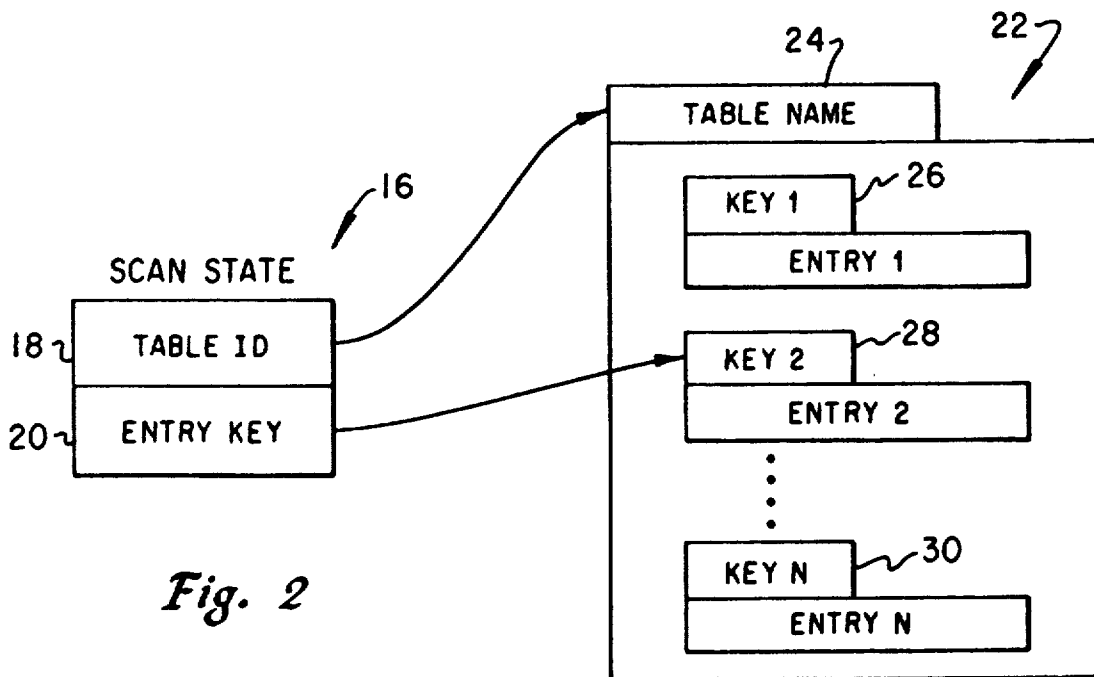 22
24
TABLE NAME
16
KEY 1
26
ENTRY 1
SCAN STATE
18
TABLE ID
KEY 2
28
ENTRY 2
20
ENTRY KEY
KEY N
30
ENTRY N
Fig. 2